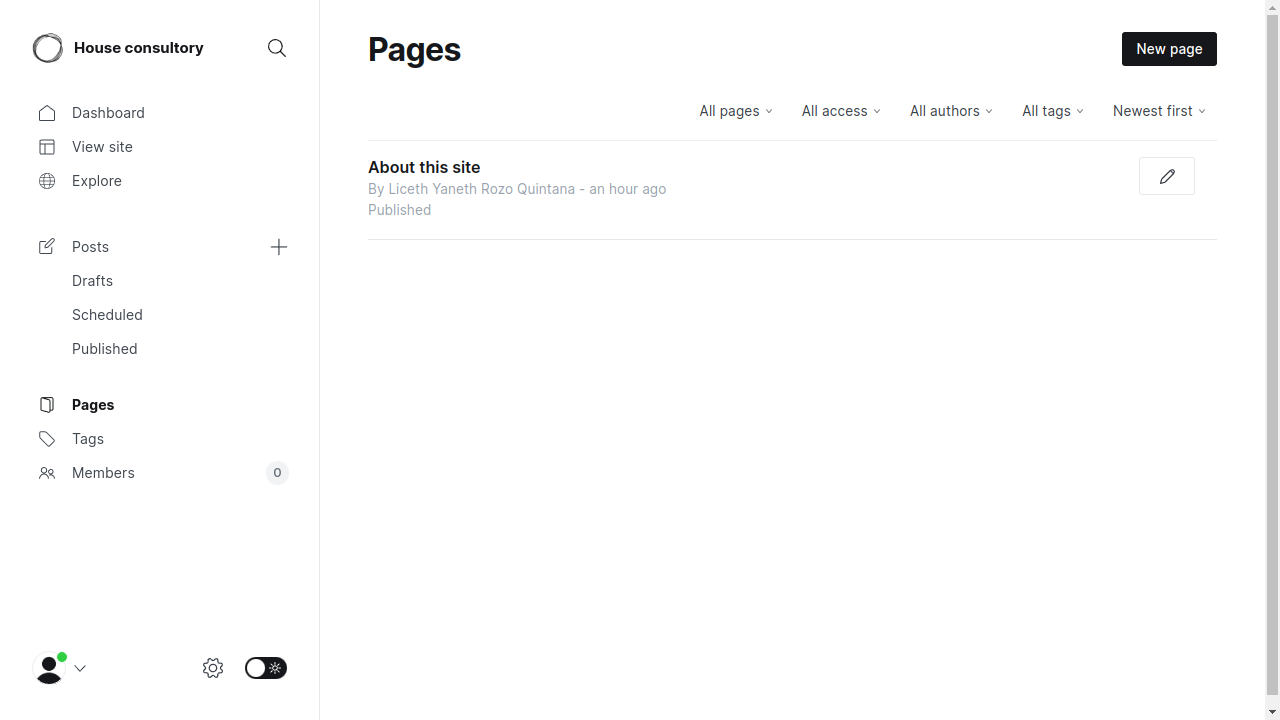 House consultory
Dashboard
View site
Explore
Posts
Drafts
Scheduled
Published
Pages
Tags
Members
0
Pages
New page
All pages
All access
All authors
All tags
Newest first
About this site
By Liceth Yaneth Rozo Quintana - an hour ago
Published